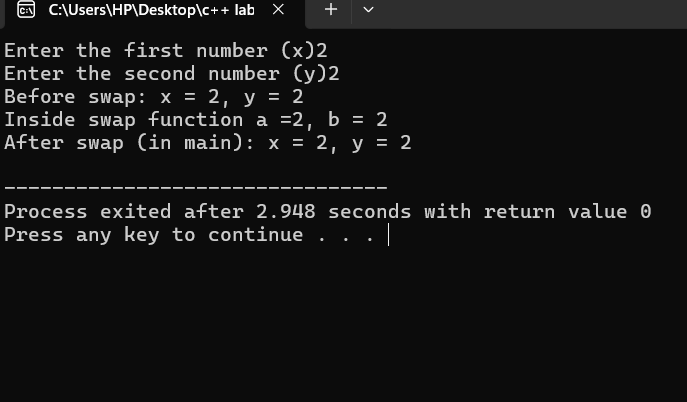 C:\Users\HP\Desktop\c++ lab
Enter the first number (x)2
Enter the second number (y)2
Before swap: x = 2, y = 2
Inside swap function a =2, b = 2
After swap (in main): x = 2, y = 2
--------------------------------
Process exited after 2.948 seconds with return value 0
Press any key to continue . . .